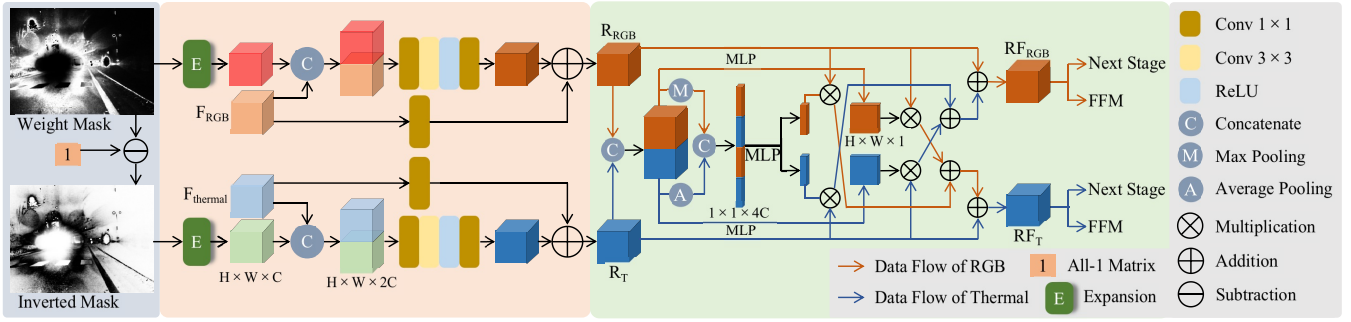 Weight Mask
1
Inverted Mask
E
F_RGB
C
F_thermal
E
H × W × C
C
H × W × 2C
R_RGB
R_T
C
M
A
C
MLP
MLP
MLP
1 × 1 × 4C
H × W × 1
RF_RGB
Next Stage
FFM
RF_T
Next Stage
FFM
Data Flow of RGB
1 All-1 Matrix
Data Flow of Thermal
E Expansion
Conv 1 × 1
Conv 3 × 3
ReLU
C Concatenate
M Max Pooling
A Average Pooling
Multiplication
Addition
Subtraction